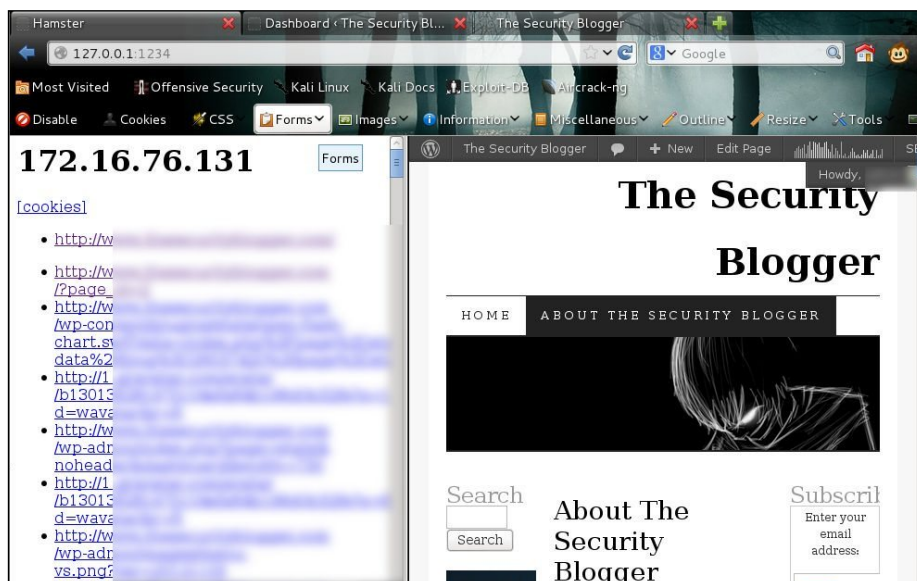 Hamster
Dashboard ‹ The Security Bl...
The Security Blogger
127.0.0.1:1234
Google
Most Visited
Offensive Security
Kali Linux
Kali Docs
Exploit-DB
Aircrack-ng
Disable
Cookies
CSS
Forms
Images
Information
Miscellaneous
Outline
Resize
Tools
172.16.76.131
Forms
[cookies]
http://w
http://w
/?page_
http://w
/wp-con
chart.sw
data%2
http://1
/b13013
d=wava
http://w
/wp-adr
nohead
http://1
/b13013
d=wava
http://w
/wp-adr
vs.png?
The Security Blogger
+ New
Edit Page
SE
Howdy,
The Security
Blogger
HOME
ABOUT THE SECURITY BLOGGER
Search
Search
About The
Security
Blogger
Subscril
Enter your
email
address: